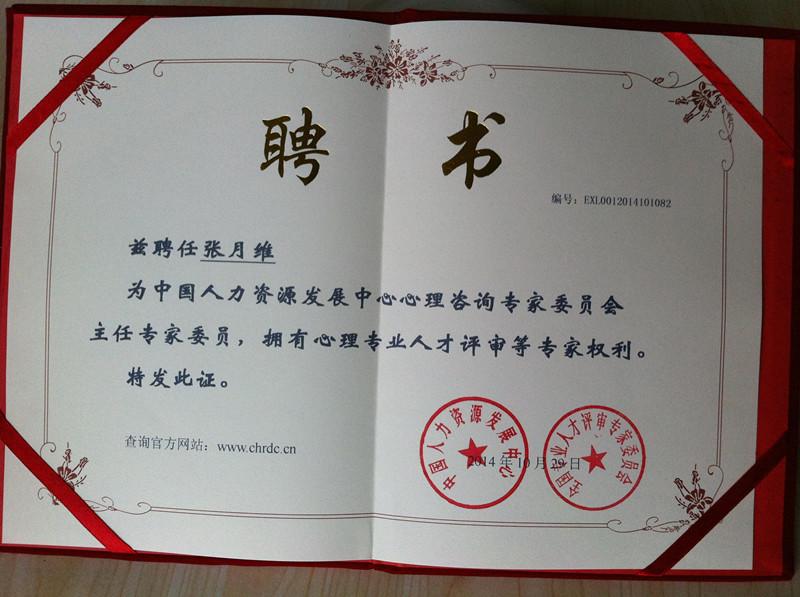 聘书
编号：EXL0012014101082
兹聘任张月维
为中国人力资源发展中心心理咨询专家委员会
主任专家委员，拥有心理专业人才评审等专家权利。
特发此证。
查询官方网站：www.chrdc.cn
中国人力资源发展中心
全国专业人才评审专家委员会
2014年10月29日